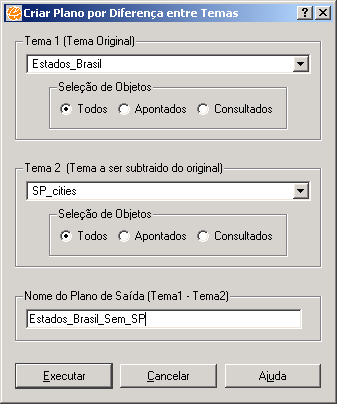 Criar Plano por Diferença entre Temas
Tema 1 (Tema Original)
Estados_Brasil
Seleção de Objetos
Todos Apontados Consultados
Tema 2 (Tema a ser subtraido do original)
SP_cities
Seleção de Objetos
Todos Apontados Consultados
Nome do Plano de Saída (Tema1 - Tema2)
Estados_Brasil_Sem_SP
Executar Cancelar Ajuda